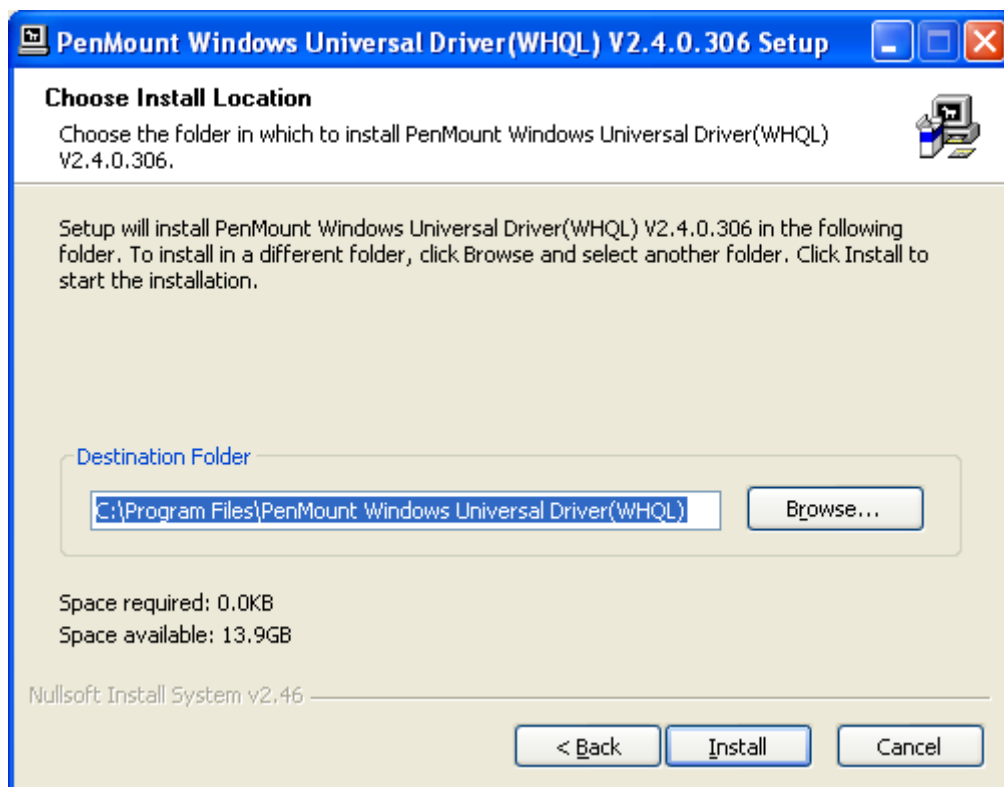 PenMount Windows Universal Driver(WHQL) V2.4.0.306 Setup
Choose Install Location
Choose the folder in which to install PenMount Windows Universal Driver(WHQL)
V2.4.0.306.
Setup will install PenMount Windows Universal Driver(WHQL) V2.4.0.306 in the following
folder. To install in a different folder, click Browse and select another folder. Click Install to
start the installation.
Destination Folder
C:\Program Files\PenMount Windows Universal Driver(WHQL)
Browse...
Space required: 0.0KB
Space available: 13.9GB
Nullsoft Install System v2.46
< Back
Install
Cancel